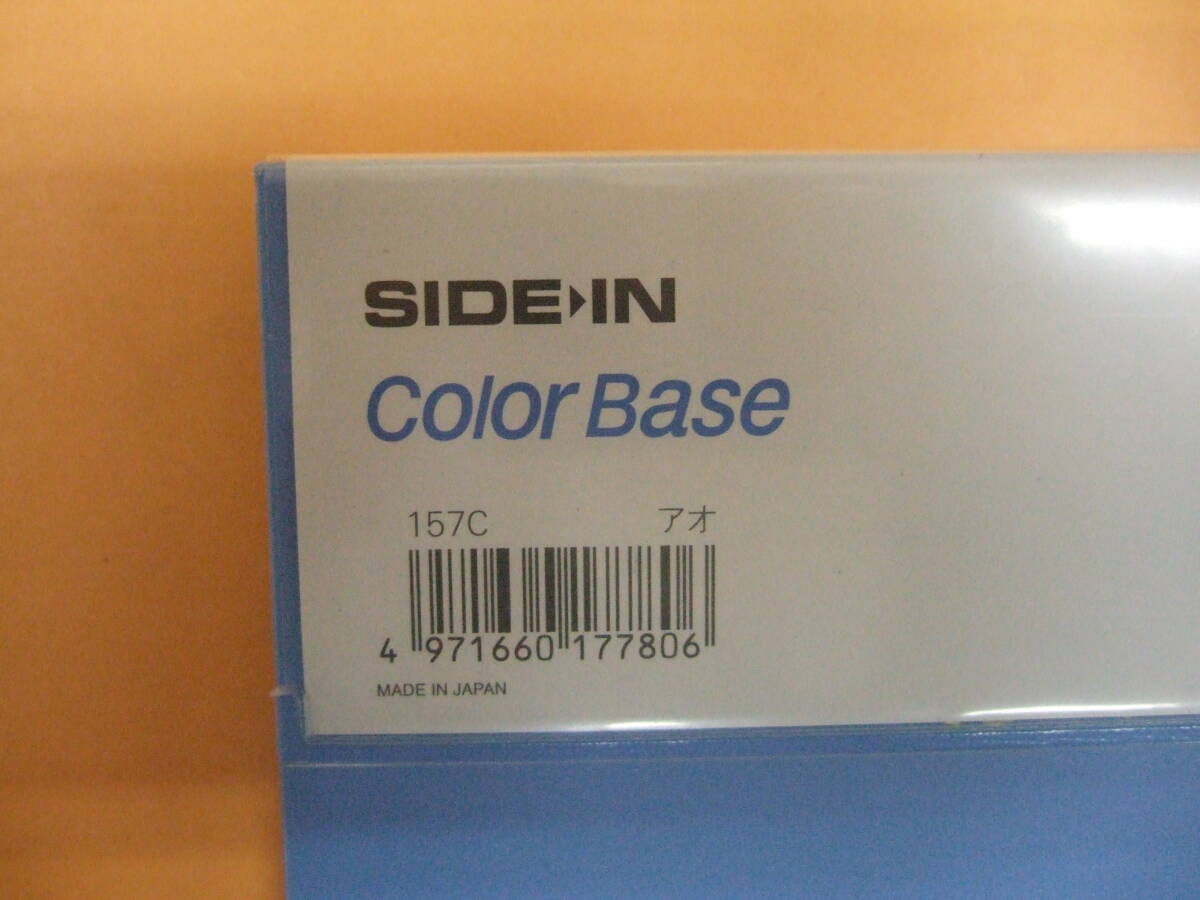 SIDE▶IN
Color Base
157C アオ
4 971660 177806
MADE IN JAPAN